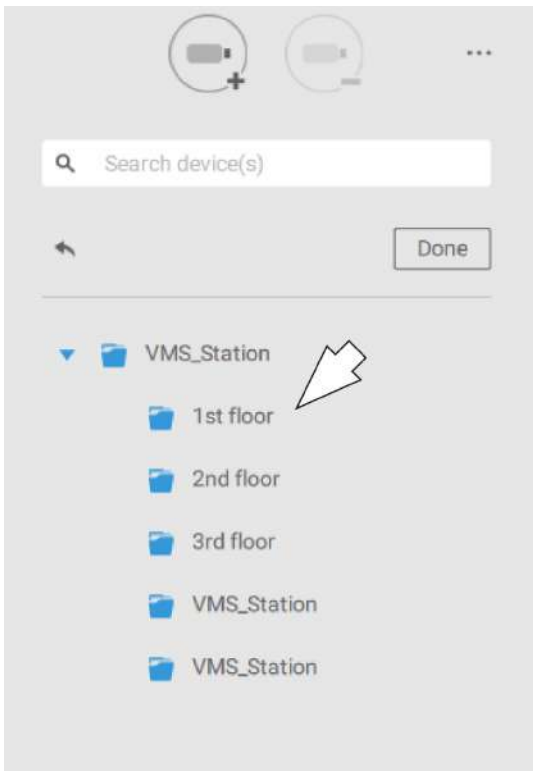 Search device(s)
Done
VMS_Station
1st floor
2nd floor
3rd floor
VMS_Station
VMS_Station